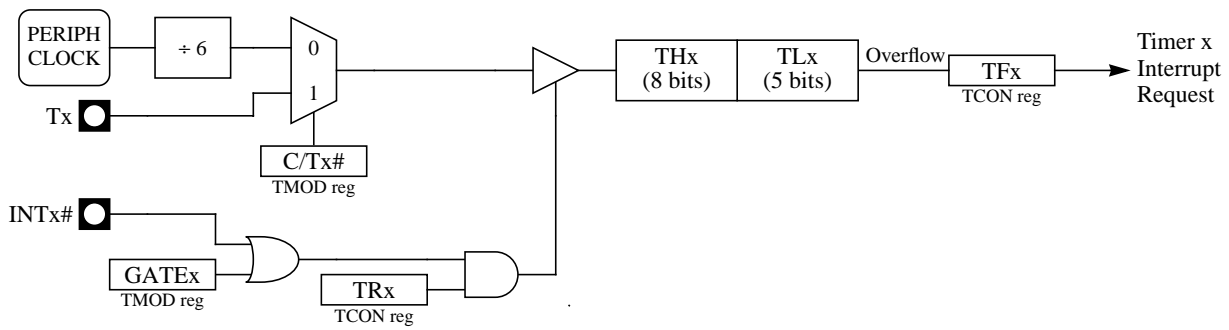 PERIPH
CLOCK
÷ 6
0
1
Tx
C/Tx#
TMOD reg
THx
(8 bits)
TLx
(5 bits)
Overflow
TFx
TCON reg
Timer x
Interrupt
Request
INTx#
GATEx
TMOD reg
TRx
TCON reg